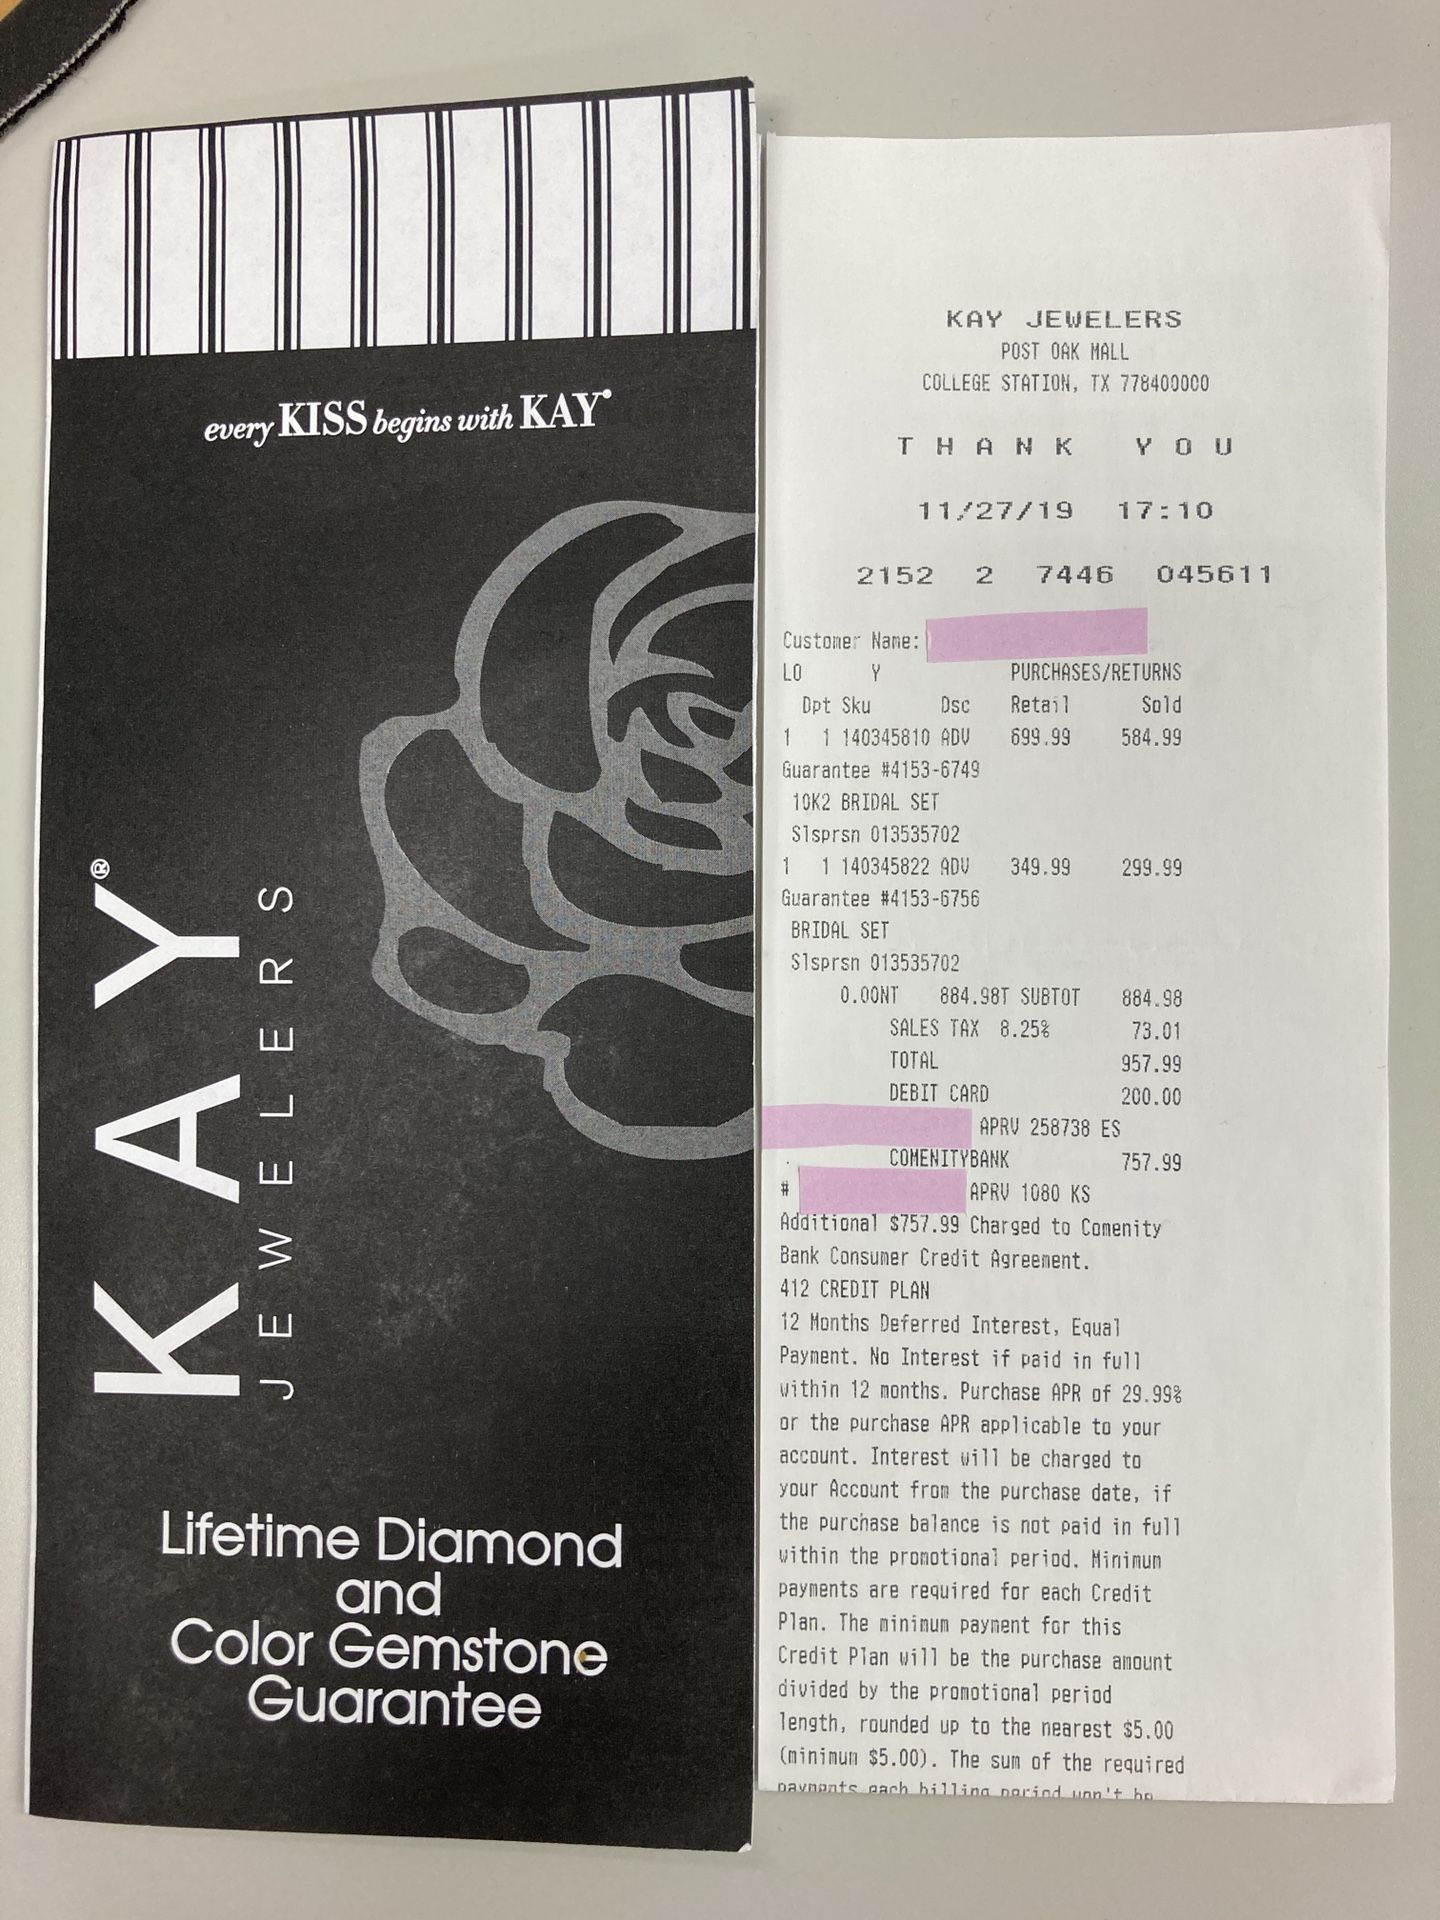 every KISS begins with KAY
KAY®
JEWELERS
Lifetime Diamond
and
Color Gemstone
Guarantee
KAY JEWELERS
POST OAK MALL
COLLEGE STATION, TX 778400000
THANK YOU
11/27/19 17:10
2152 2 7446 045611
Customer Name:
LO Y PURCHASES/RETURNS
Dpt Sku Dsc Retail Sold
1 1 140345810 ADV 699.99 584.99
Guarantee #4153-6749
10K2 BRIDAL SET
Slsprsn 013535702
1 1 140345822 ADV 349.99 299.99
Guarantee #4153-6756
BRIDAL SET
Slsprsn 013535702
0.00NT 884.98T SUBTOT 884.98
SALES TAX 8.25% 73.01
TOTAL 957.99
DEBIT CARD 200.00
APRV 258738 ES
COMENITYBANK 757.99
# APRV 1080 KS
Additional $757.99 Charged to Comenity
Bank Consumer Credit Agreement.
412 CREDIT PLAN
12 Months Deferred Interest, Equal
Payment. No Interest if paid in full
within 12 months. Purchase APR of 29.99%
or the purchase APR applicable to your
account. Interest will be charged to
your Account from the purchase date, if
the purchase balance is not paid in full
within the promotional period. Minimum
payments are required for each Credit
Plan. The minimum payment for this
Credit Plan will be the purchase amount
divided by the promotional period
length, rounded up to the nearest $5.00
(minimum $5.00). The sum of the required
payments each billing period won't be